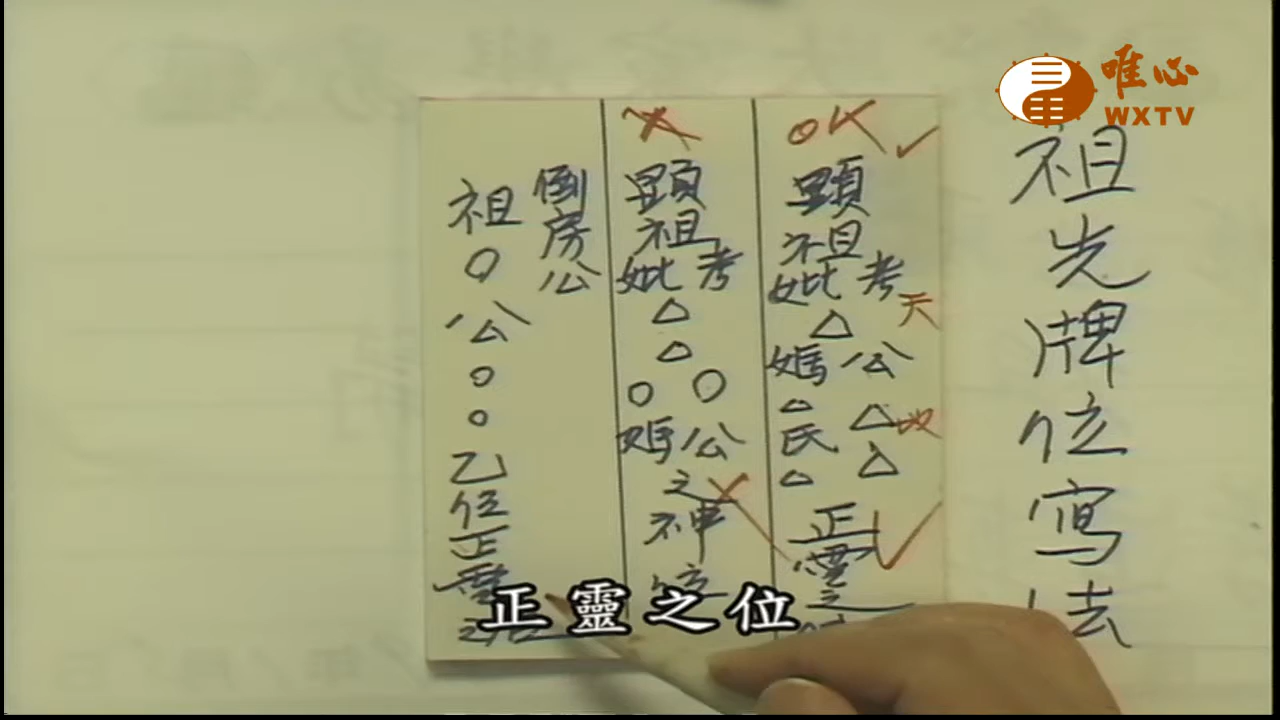 唯心
WXTV
祖先牌位寫法
OK
顯祖考妣
天
△公媽
△△氏△
正靈之
顯祖考妣
△△
○○公媽
之神位
倒房公
祖○公○○乙位正靈之
正靈之位